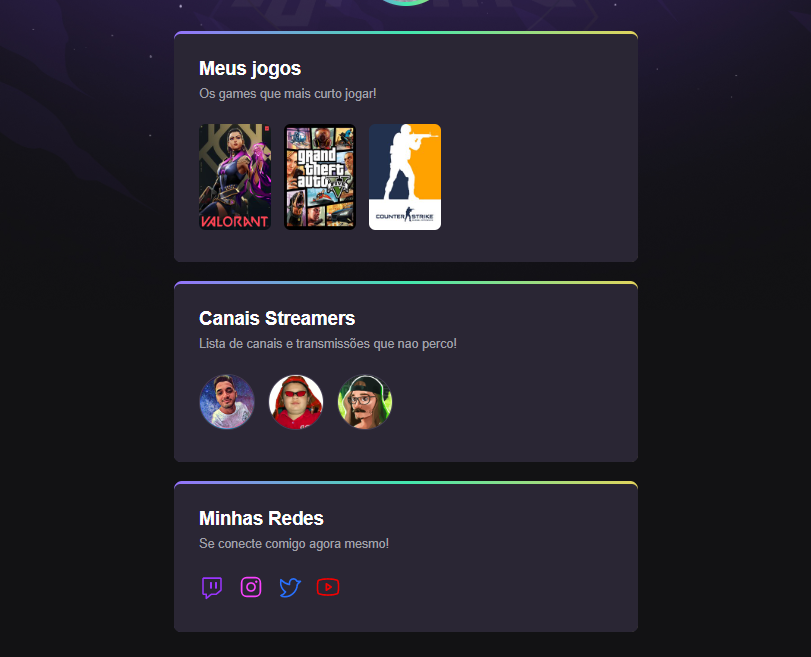 Meus jogos
Os games que mais curto jogar!
VALORANT
grand
theft
auto
V
COUNTER STRIKE
Canais Streamers
Lista de canais e transmissões que nao perco!
Minhas Redes
Se conecte comigo agora mesmo!